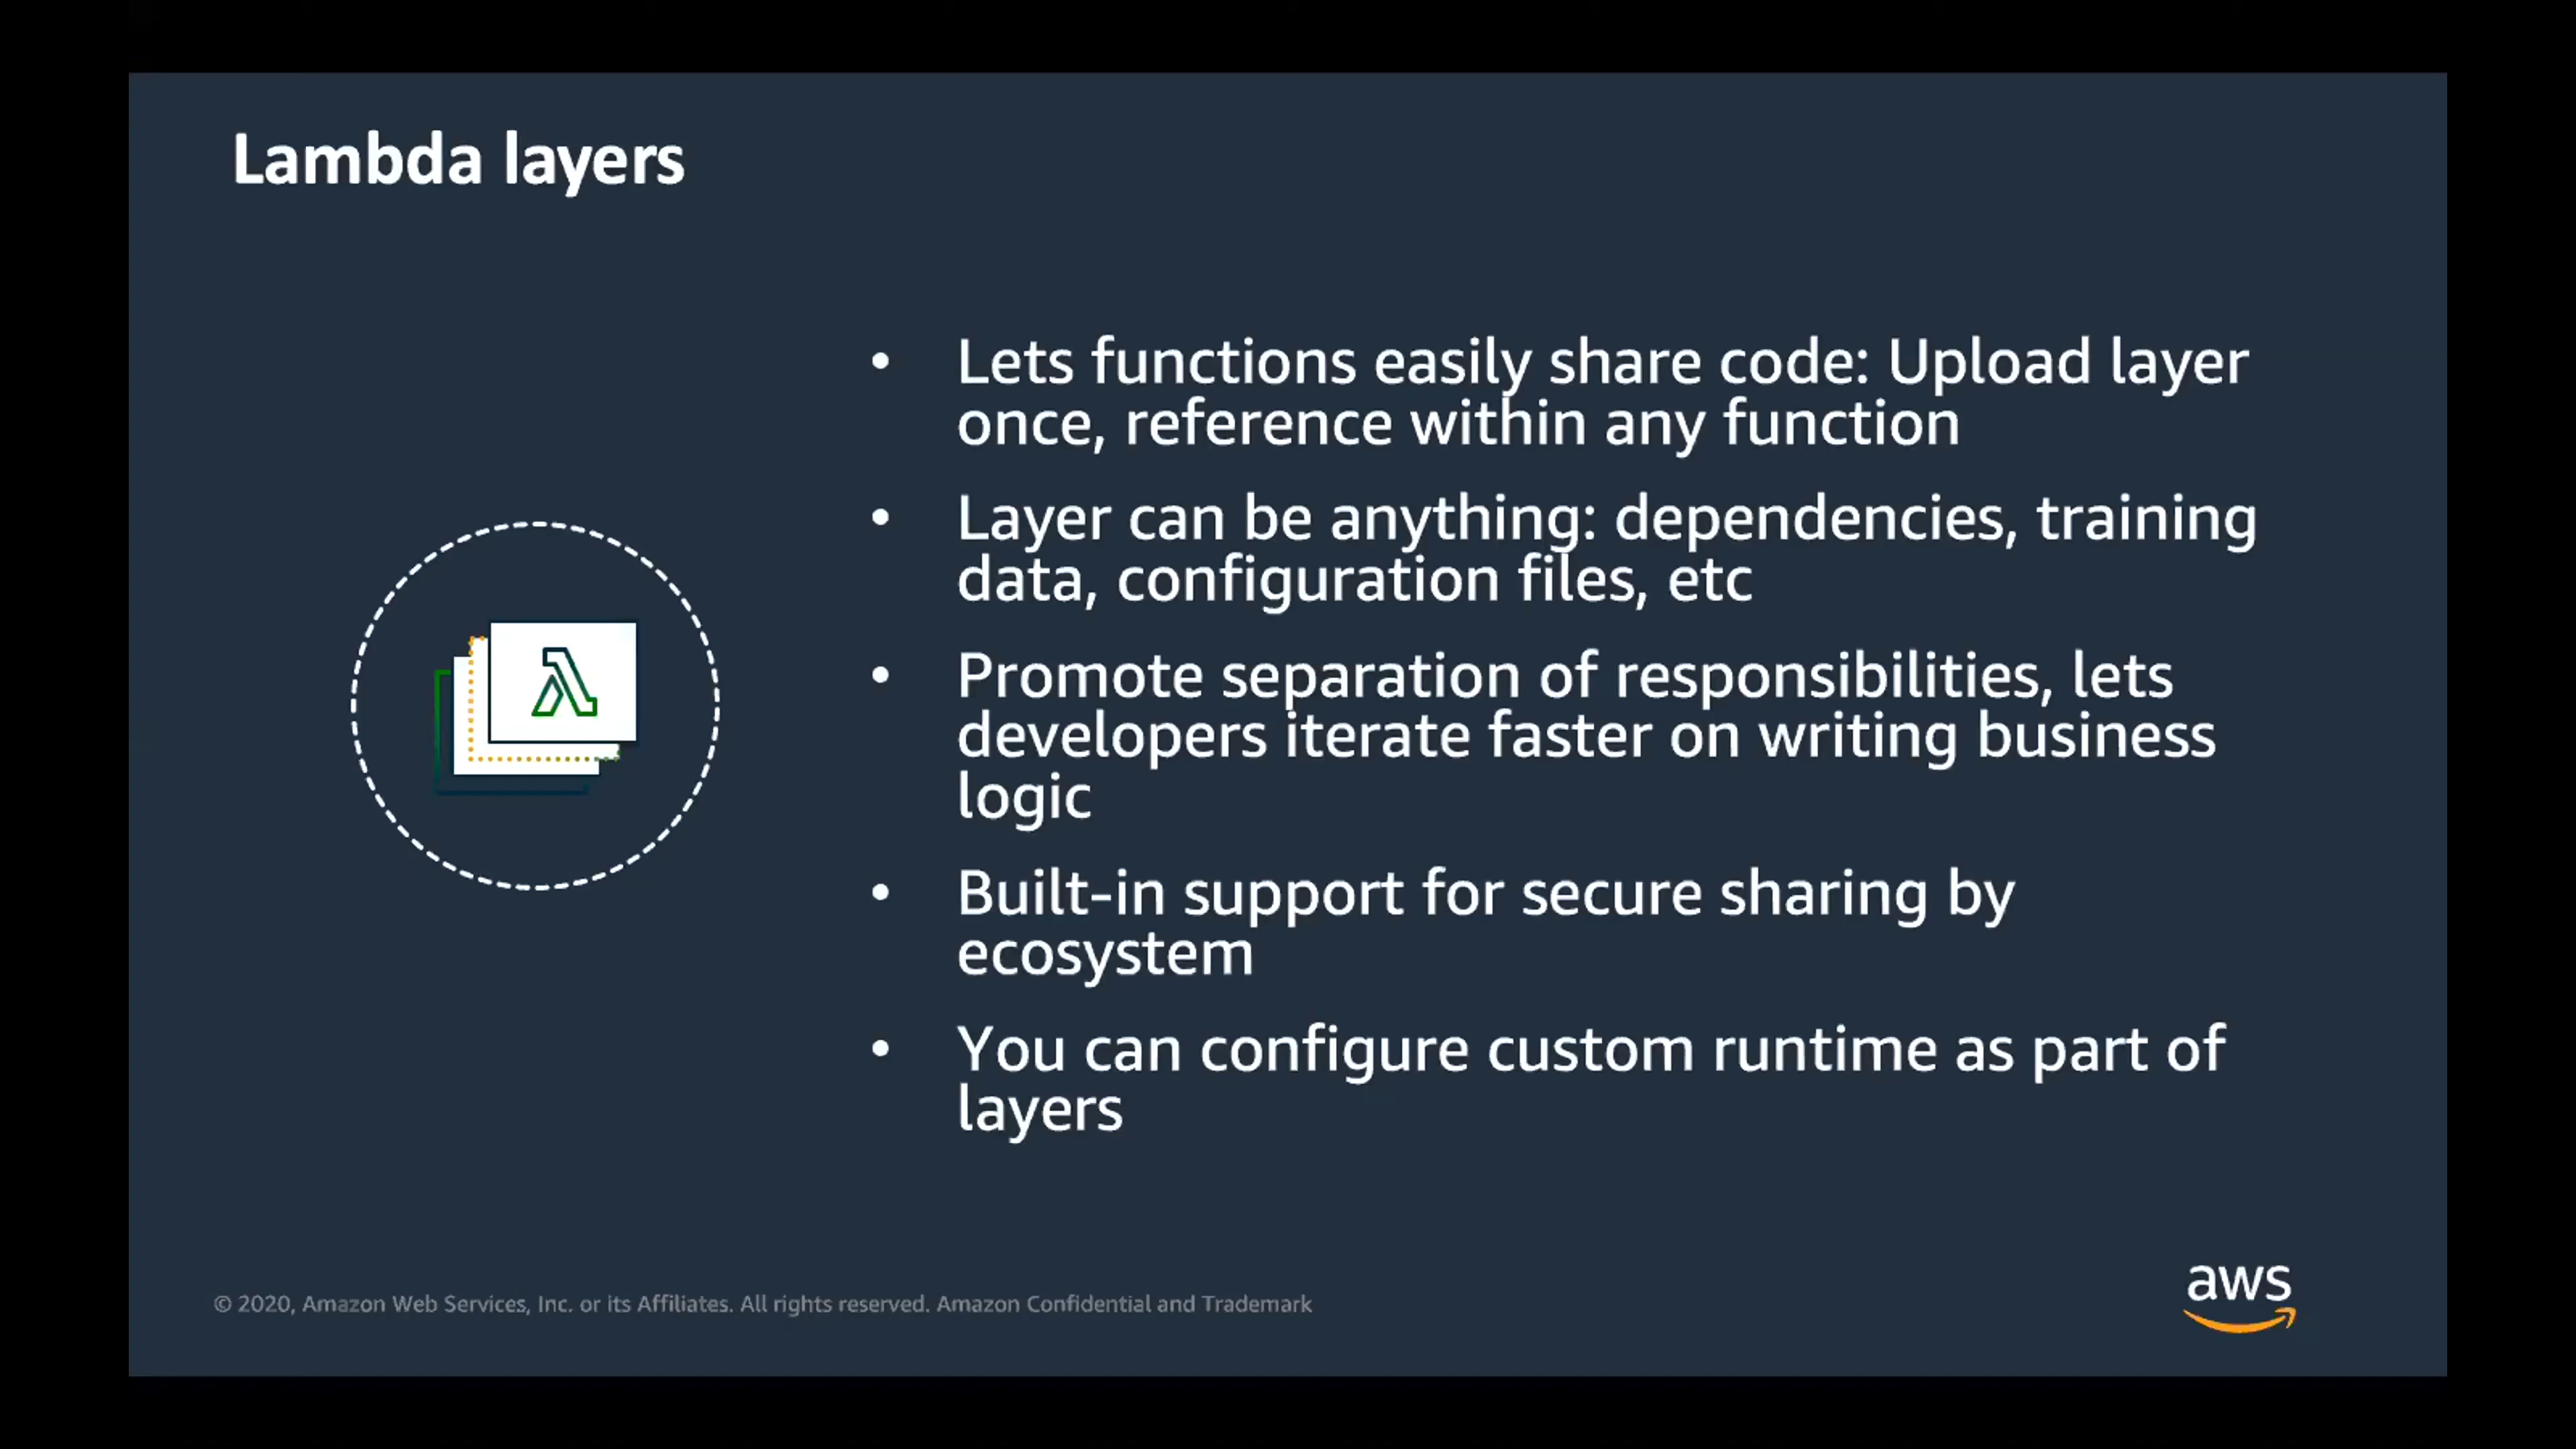 Lambda layers
• Lets functions easily share code: Upload layer
once, reference within any function
• Layer can be anything: dependencies, training
data, configuration files, etc
• Promote separation of responsibilities, lets
developers iterate faster on writing business
logic
• Built-in support for secure sharing by
ecosystem
• You can configure custom runtime as part of
layers
© 2020, Amazon Web Services, Inc. or its Affiliates. All rights reserved. Amazon Confidential and Trademark
aws